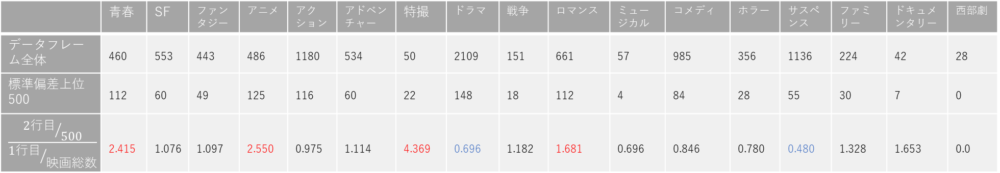 青春 SF ファン アニメ アク アドベン 特撮 ドラマ 戦争 ロマンス ミュー コメディ ホラー サスペ ファミ ドキュメ 西部劇
タジー ション チャー ジカル ンス リー ンタリー
データフレー
ム全体
460 553 443 486 1180 534 50 2109 151 661 57 985 356 1136 224 42 28
標準偏差上位
500
112 60 49 125 116 60 22 148 18 112 4 84 28 55 30 7 0
2行目/500
1行目/映画総数
2.415 1.076 1.097 2.550 0.975 1.114 4.369 0.696 1.182 1.681 0.696 0.846 0.780 0.480 1.328 1.653 0.0